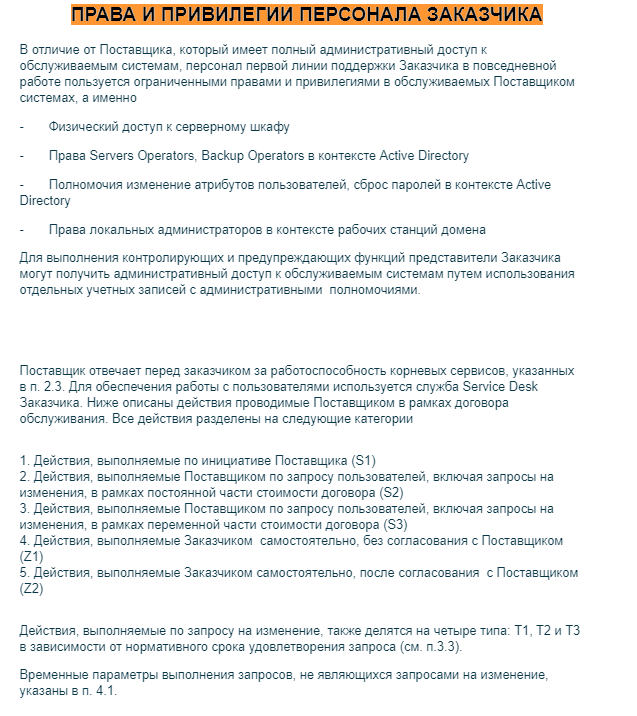 ПРАВА И ПРИВИЛЕГИИ ПЕРСОНАЛА ЗАКАЗЧИКА
В отличие от Поставщика, который имеет полный административный доступ к
обслуживаемым системам, персонал первой линии поддержки Заказчика в повседневной
работе пользуется ограниченными правами и привилегиями в обслуживаемых Поставщиком
системах, а именно
- Физический доступ к серверному шкафу
- Права Servers Operators, Backup Operators в контексте Active Directory
- Полномочия изменение атрибутов пользователей, сброс паролей в контексте Active
Directory
- Права локальных администраторов в контексте рабочих станций домена
Для выполнения контролирующих и предупреждающих функций представители Заказчика
могут получить административный доступ к обслуживаемым системам путем использования
отдельных учетных записей с административными полномочиями.
Поставщик отвечает перед заказчиком за работоспособность корневых сервисов, указанных
в п. 2.3. Для обеспечения работы с пользователями используется служба Service Desk
Заказчика. Ниже описаны действия проводимые Поставщиком в рамках договора
обслуживания. Все действия разделены на следующие категории
1. Действия, выполняемые по инициативе Поставщика (S1)
2. Действия, выполняемые Поставщиком по запросу пользователей, включая запросы на
изменения, в рамках постоянной части стоимости договора (S2)
3. Действия, выполняемые Поставщиком по запросу пользователей, включая запросы на
изменения, в рамках переменной части стоимости договора (S3)
4. Действия, выполняемые Заказчиком самостоятельно, без согласования с Поставщиком
(Z1)
5. Действия, выполняемые Заказчиком самостоятельно, после согласования с Поставщиком
(Z2)
Действия, выполняемые по запросу на изменение, также делятся на четыре типа: T1, T2 и T3
в зависимости от нормативного срока удовлетворения запроса (см. п.3.3).
Временные параметры выполнения запросов, не являющихся запросами на изменение,
указаны в п. 4.1.